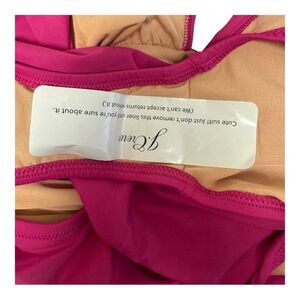 J.Crew
Cute suit! Just don't remove this liner until you're sure about it.
(We can't accept returns without it.)